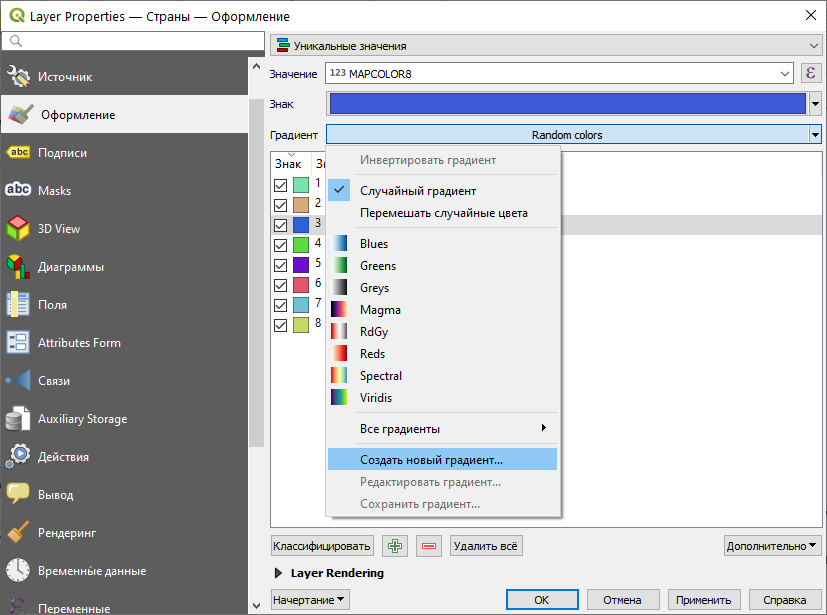 Layer Properties — Страны — Оформление
Источник
Оформление
abc Подписи
abc Masks
3D View
Диаграммы
Поля
Attributes Form
Связи
Auxiliary Storage
Действия
Вывод
Рендеринг
Временные данные
ε Переменные
Уникальные значения
Значение 123 MAPCOLOR8 ε
Знак
Градиент Random colors
Знак Зн
1
2
3
4
5
6
7
8
Инвертировать градиент
Случайный градиент
Перемешать случайные цвета
Blues
Greens
Greys
Magma
RdGy
Reds
Spectral
Viridis
Все градиенты
Создать новый градиент...
Редактировать градиент...
Сохранить градиент...
Классифицировать Удалить всё Дополнительно
Layer Rendering
Начертание OK Отмена Применить Справка